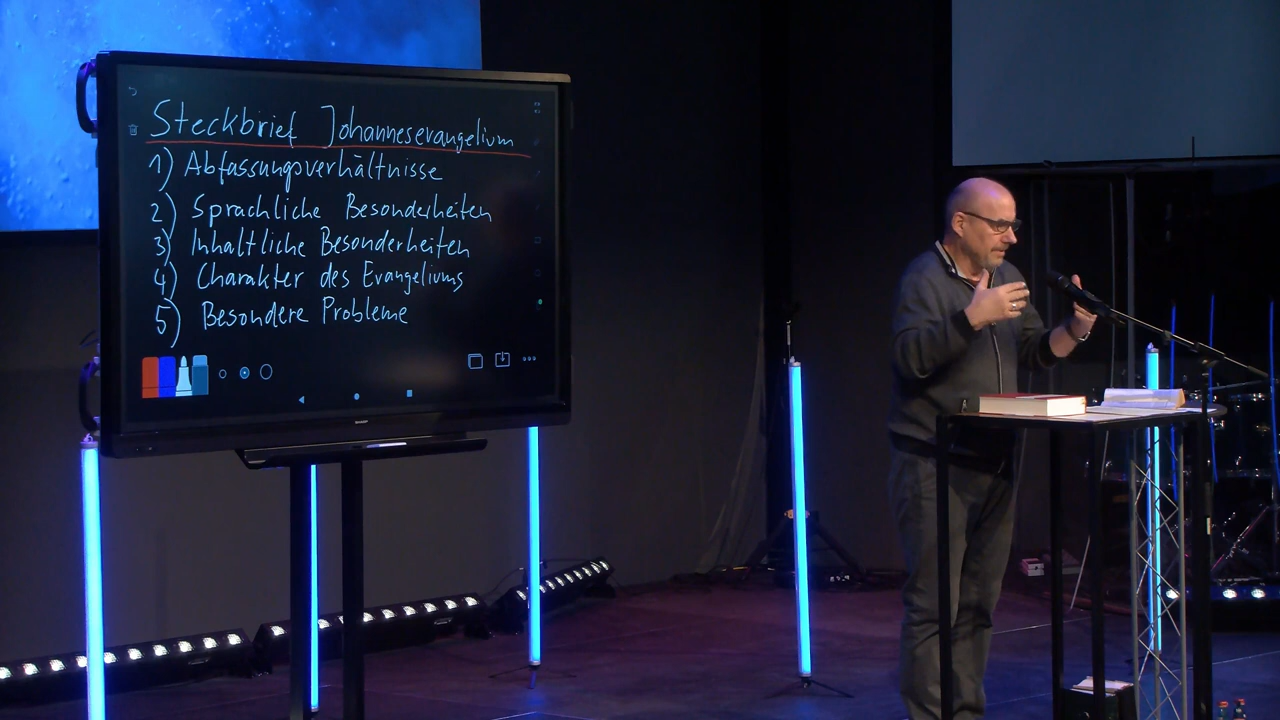 Steckbrief Johannesevangelium
1) Abfassungsverhältnisse
2) Sprachliche Besonderheiten
3) Inhaltliche Besonderheiten
4) Charakter des Evangeliums
5) Besondere Probleme